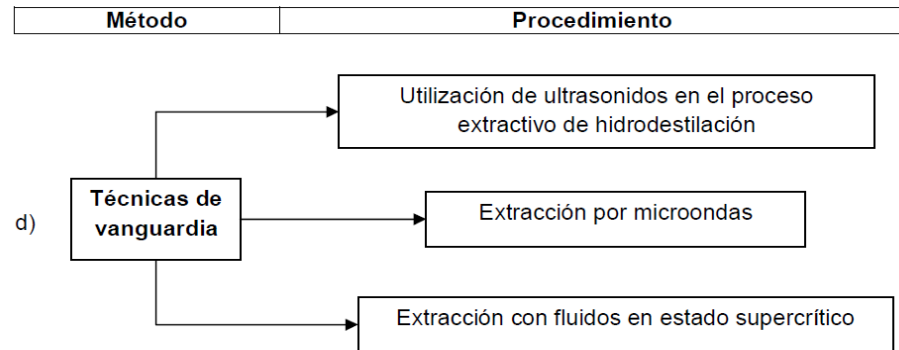 Método Procedimiento
Utilización de ultrasonidos en el proceso
extractivo de hidrodestilación
d)
Técnicas de
vanguardia
Extracción por microondas
Extracción con fluidos en estado supercrítico